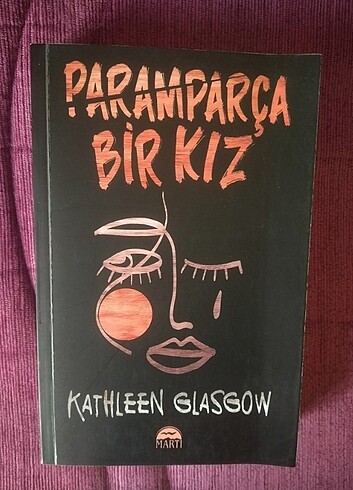 PARAMPARÇA
BİR KIZ
KATHLEEN GLASGOW
MARTI